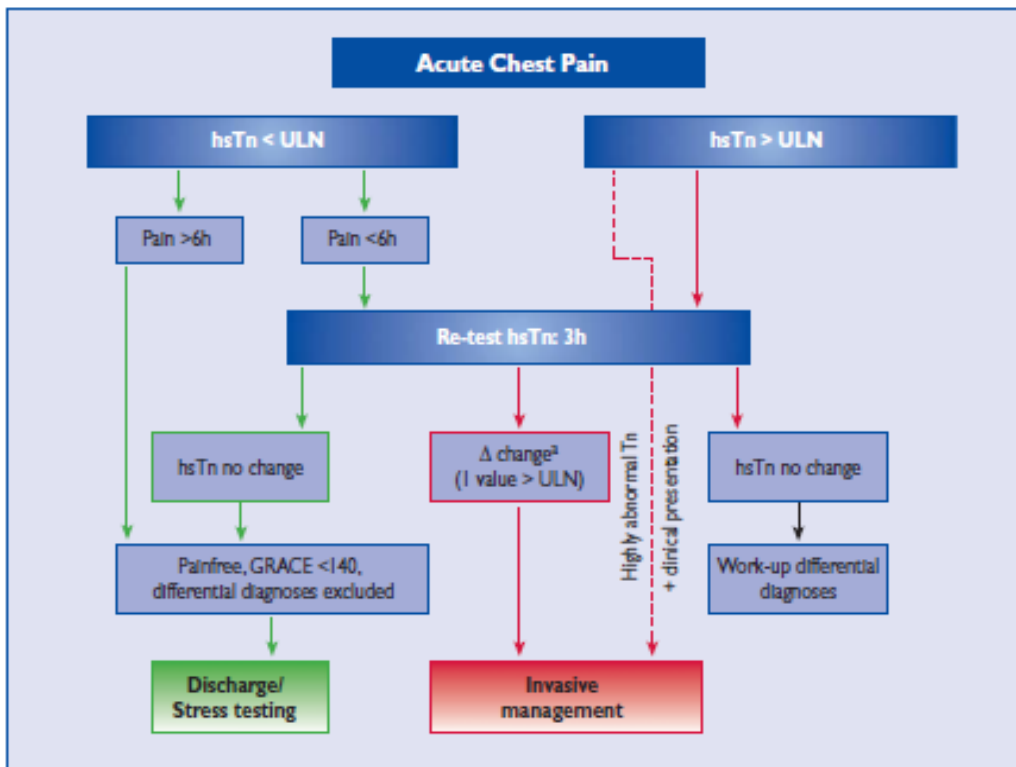 Acute Chest Pain
hsTn < ULN
hsTn > ULN
Pain >6h
Pain <6h
Re-test hsTn: 3h
hsTn no change
Δ changeª
(1 value > ULN)
Highly abnormal Tn
+ clinical presentation
hsTn no change
Painfree, GRACE <140,
differential diagnoses excluded
Work-up differential
diagnoses
Discharge/
Stress testing
Invasive
management